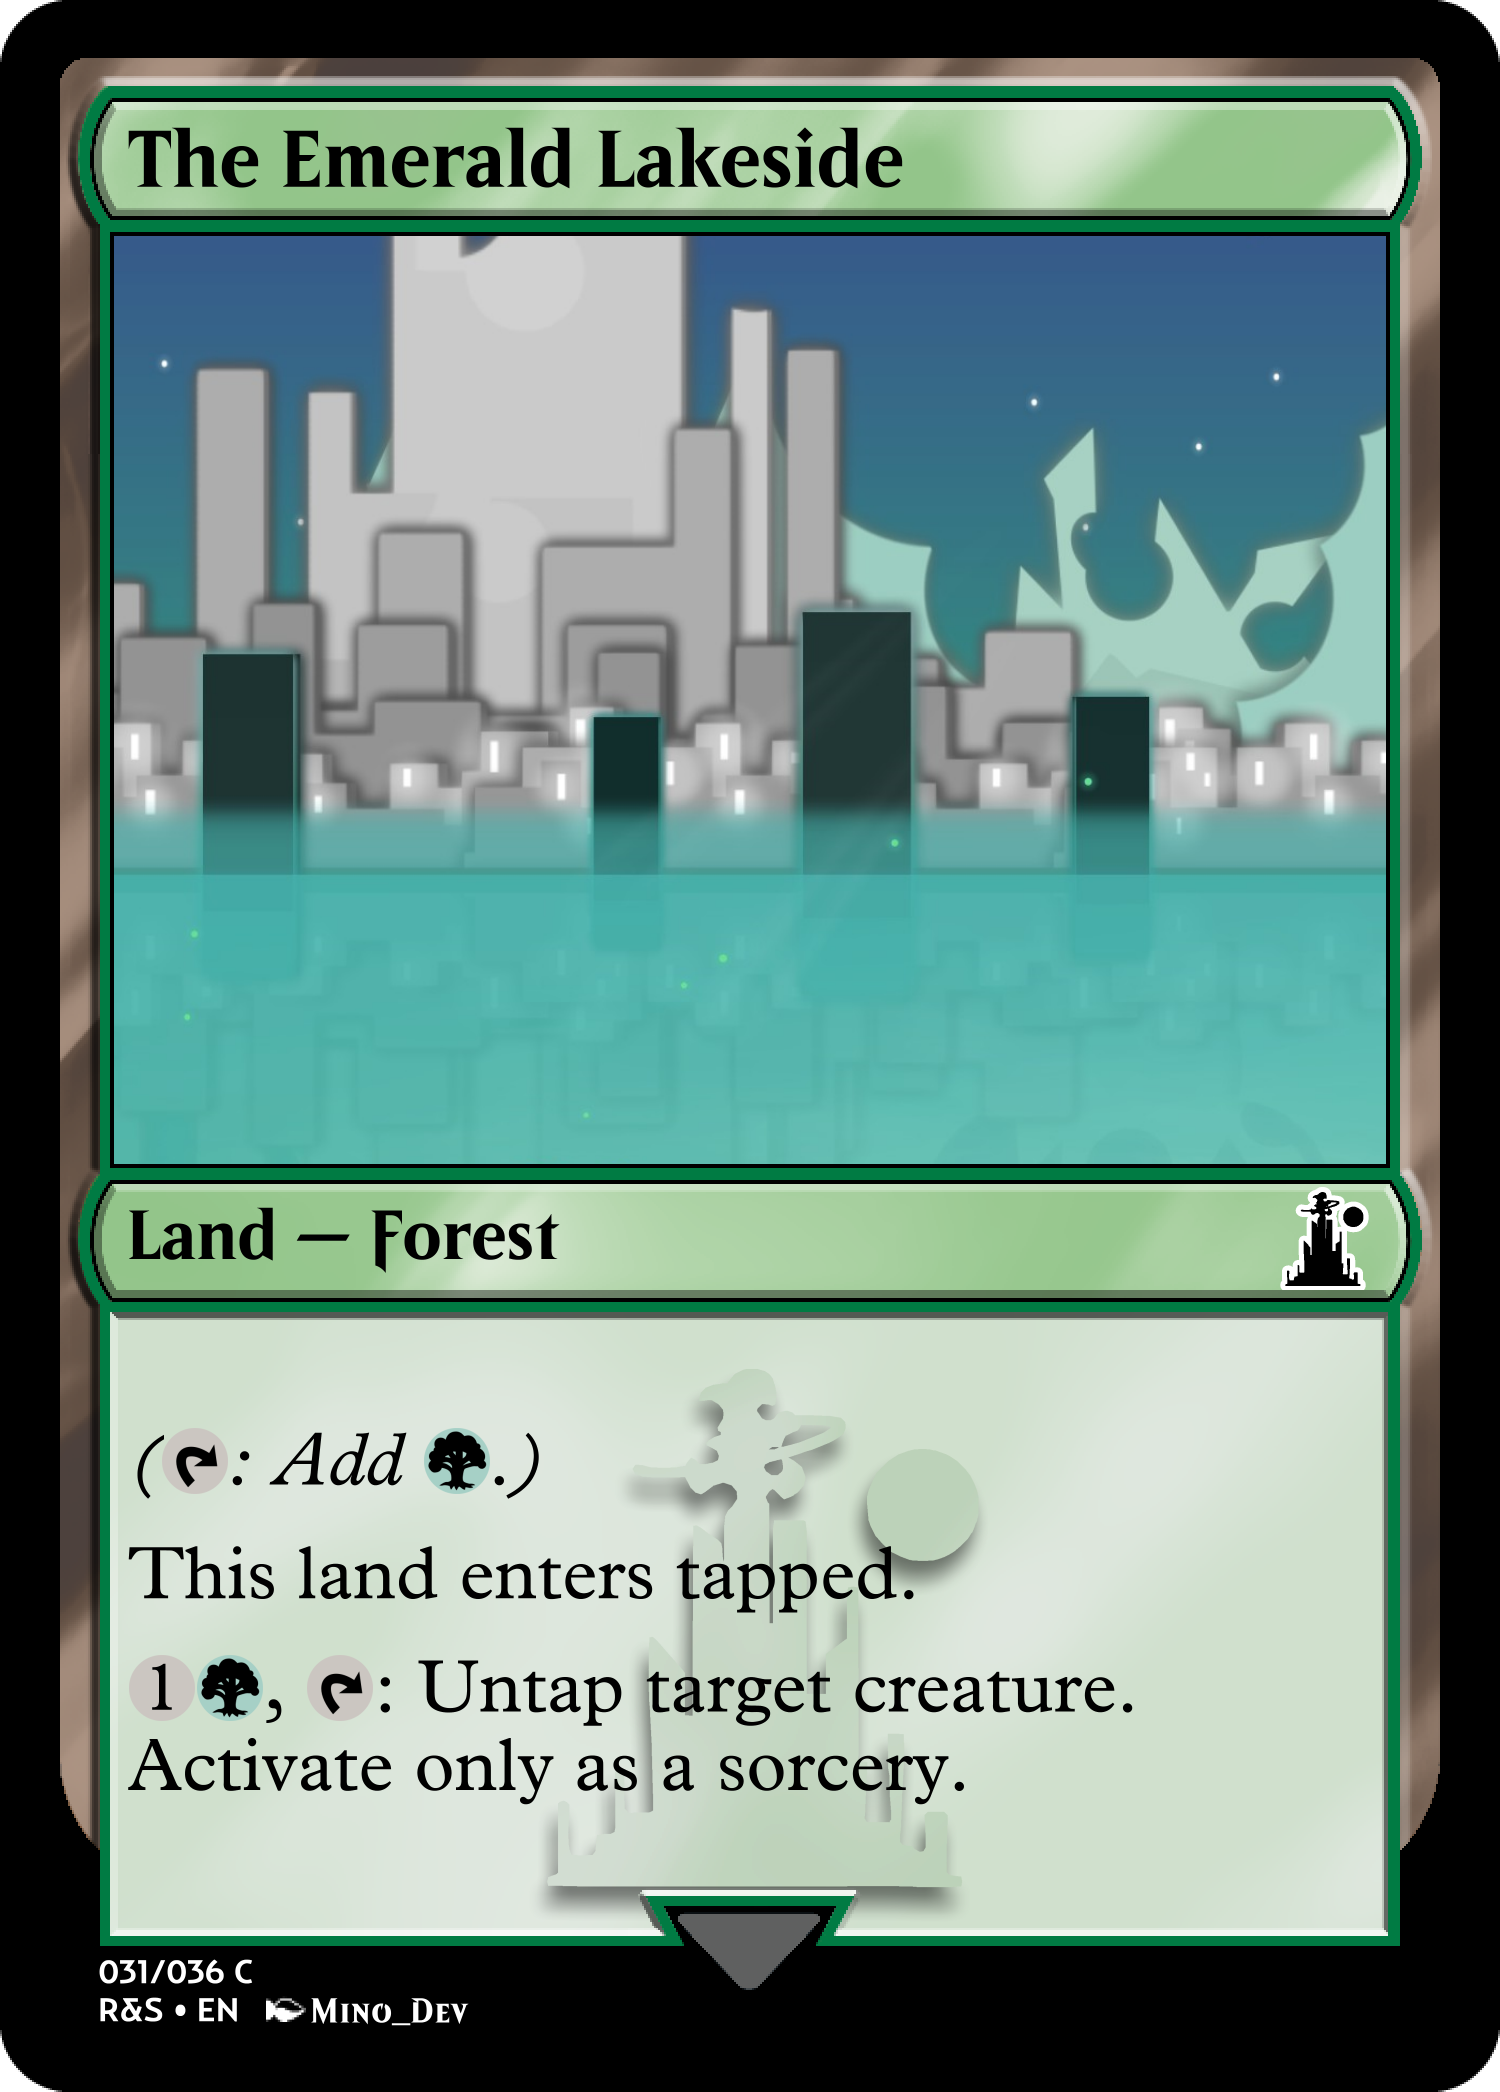 The Emerald Lakeside
Land — Forest
(: Add .)
This land enters tapped.
1, : Untap target creature.
Activate only as a sorcery.
031/036 C
R&S • EN Mino_Dev